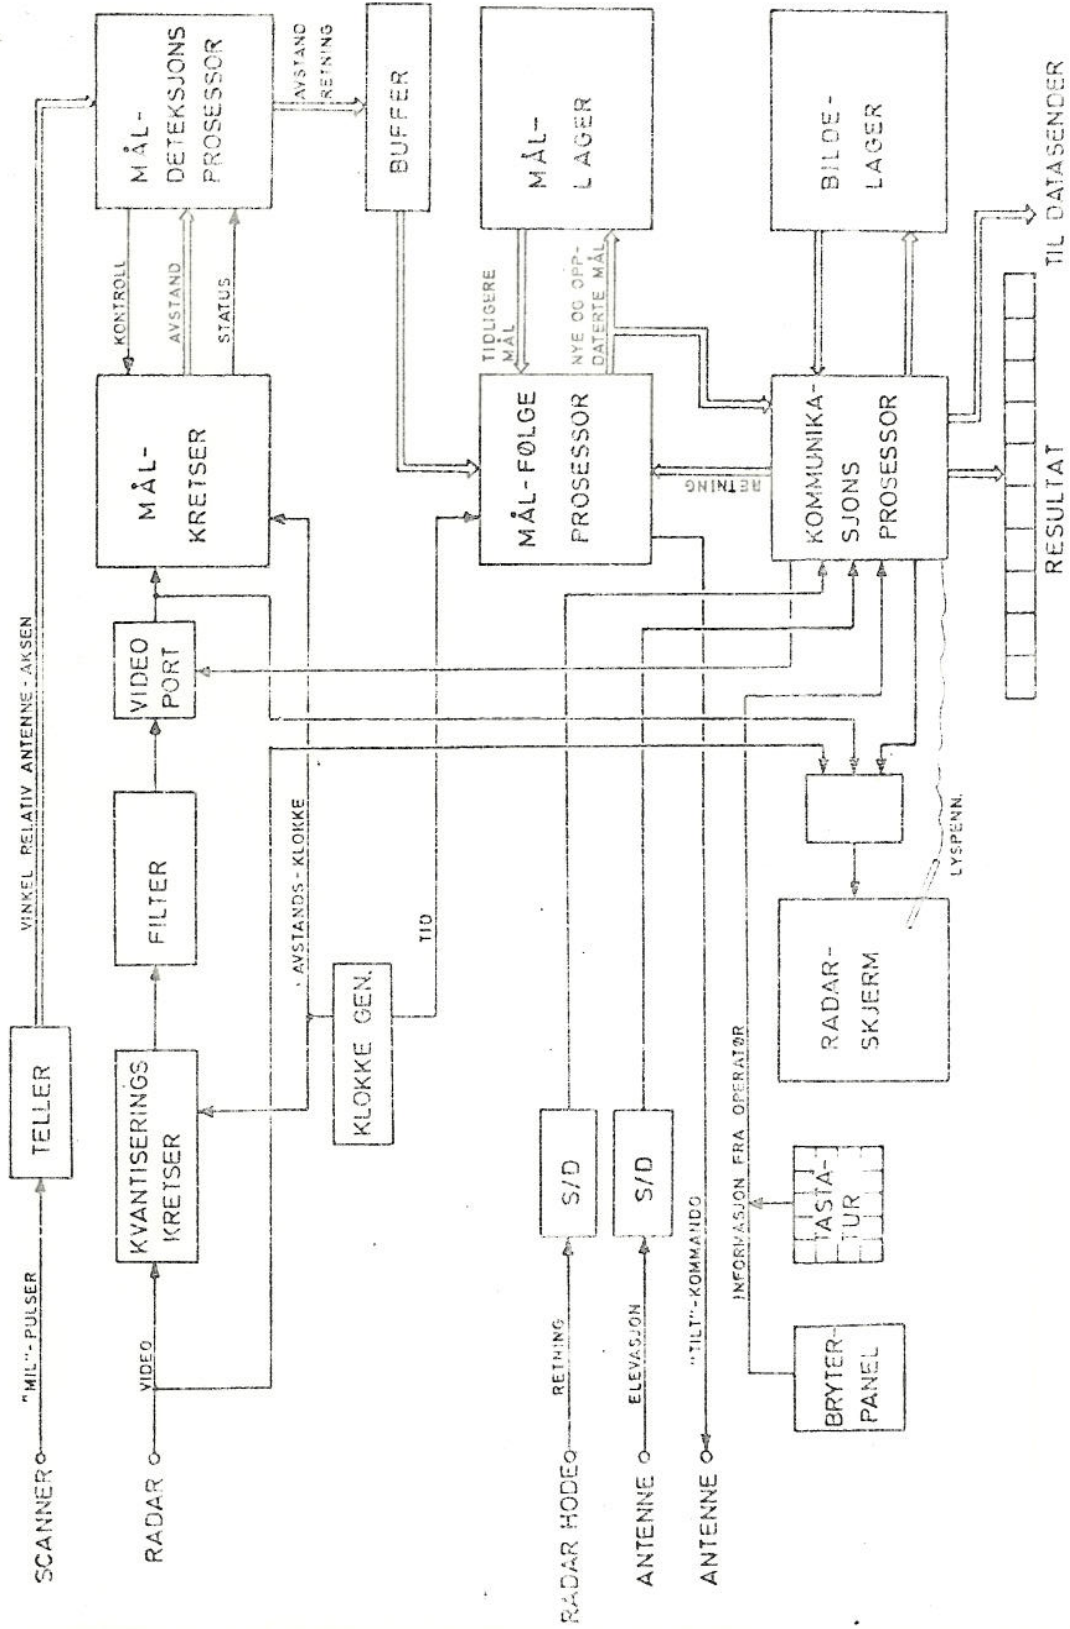 "MIL"-PULSER
SCANNER
TELLER
VINKEL RELATIV ANTENNE-AKSEN
MÅL-
DETEKSJONS
PROSESSOR
RADAR
VIDEO
KVANTISERINGS
KRETSER
FILTER
VIDEO
PORT
MÅL-
KRETSER
KONTROLL
AVSTAND
STATUS
AVSTAND
RETNING
AVSTANDS-KLOKKE
KLOKKE GEN.
TID
BUFFER
TIDLIGERE
MÅL
MÅL-
LAGER
NYE OG OPP-
DATERTE MÅL
MÅL-FØLGE
PROSESSOR
RETNING
RADAR HODE
RETNING
S/D
ANTENNE
ELEVASJON
S/D
ANTENNE
"TILT"-KOMMANDO
INFORMASJON FRA OPERATØR
KOMMUNIKA-
SJONS
PROSESSOR
BILDE-
LAGER
BRYTER-
PANEL
TASTA-
TUR
RADAR-
SKJERM
LYSPENN.
RESULTAT
TIL DATASENDER